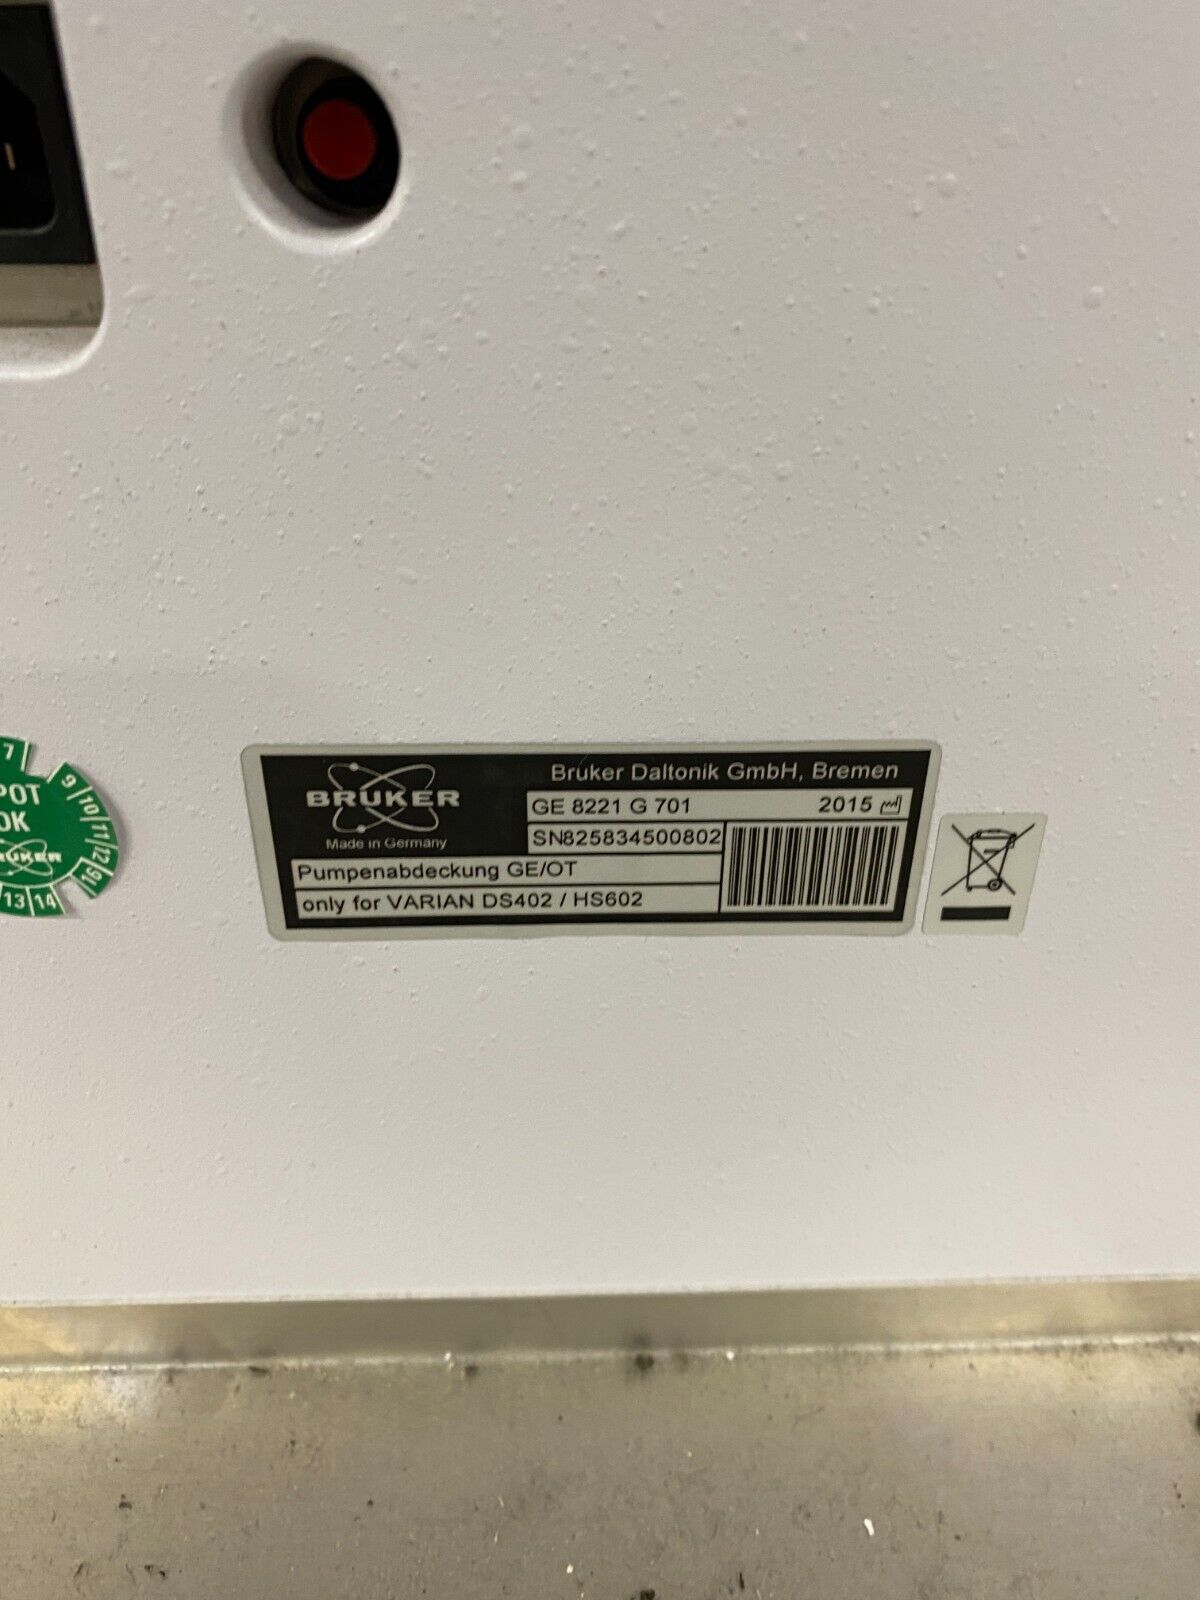 BRUKER
Made in Germany
Bruker Daltonik GmbH, Bremen
GE 8221 G 701 2015
SN825834500802
Pumpenabdeckung GE/OT
only for VARIAN DS402 / HS602
7
9
10
11
12
16
POT
OK
13 14